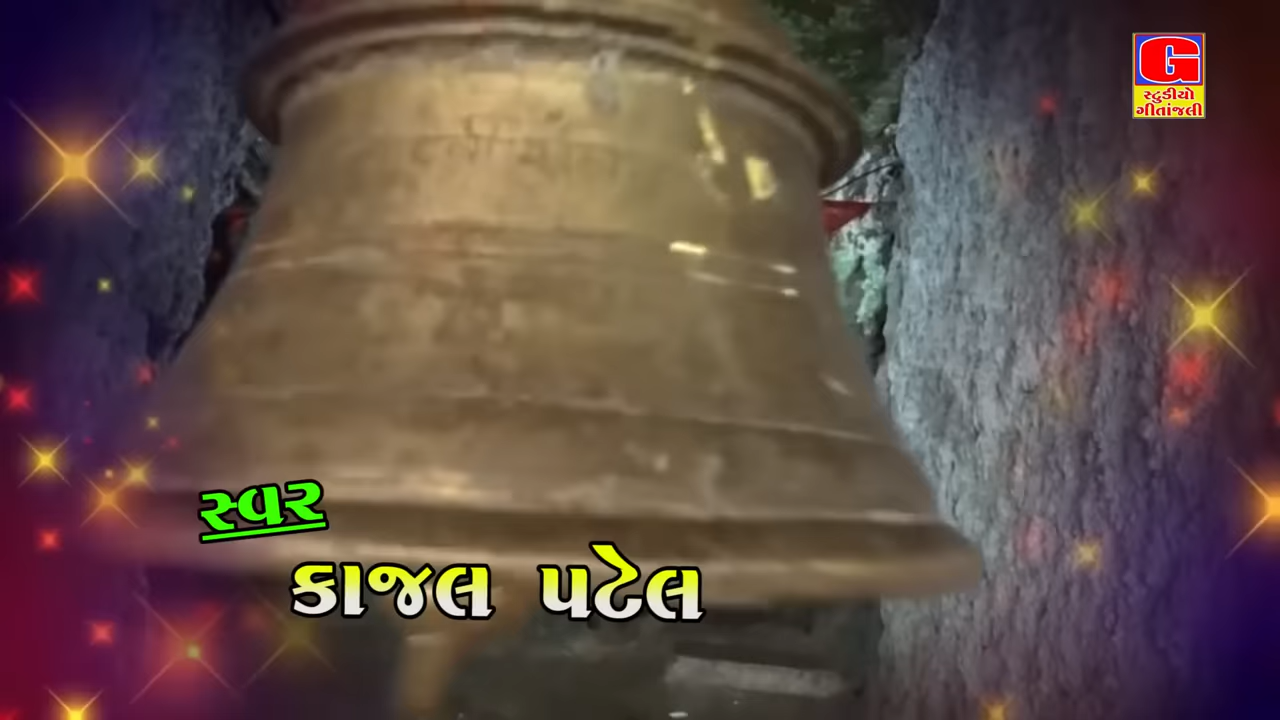 G
સ્ટુડીયો
ગીતાંજલી
સ્વર
કાજલ પટેલ